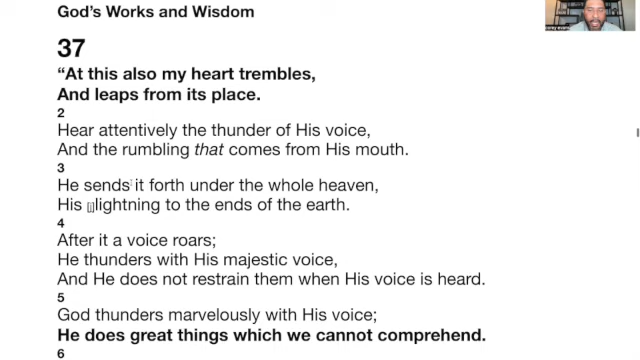 God's Works and Wisdom
37
“At this also my heart trembles,
And leaps from its place.
2
Hear attentively the thunder of His voice,
And the rumbling that comes from His mouth.
3
He sends it forth under the whole heaven,
His [j]lightning to the ends of the earth.
4
After it a voice roars;
He thunders with His majestic voice,
And He does not restrain them when His voice is heard.
5
God thunders marvelously with His voice;
He does great things which we cannot comprehend.
6